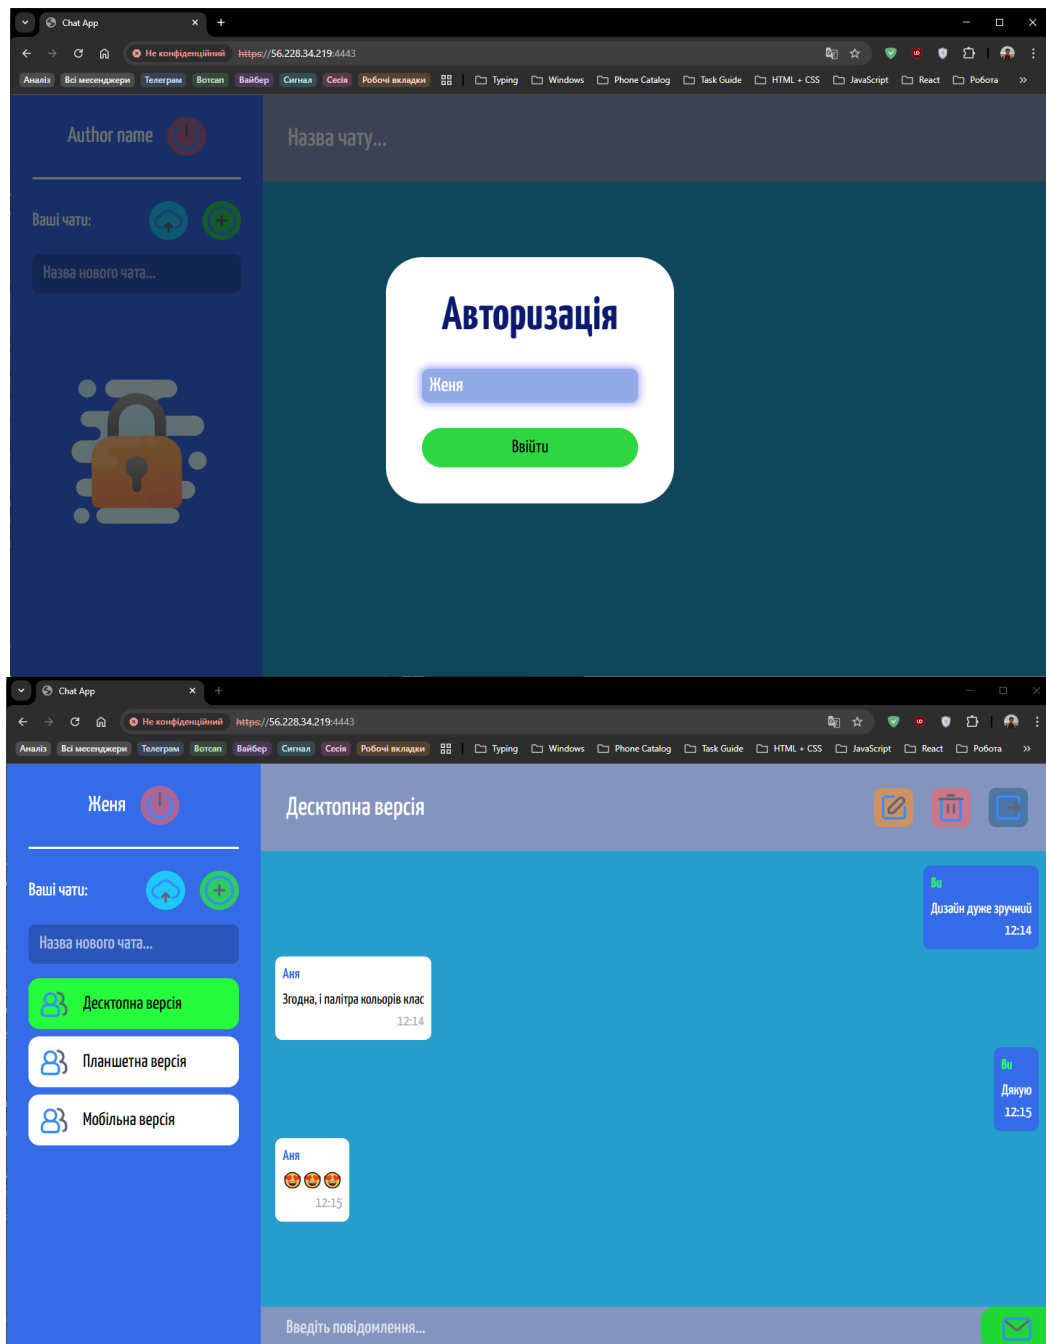 Chat App
Не конфіденційний https://56.228.34.219:4443
Аналіз Всі месенджери Телеграм Вотсап Вайбер Сигнал Сесія Робочі вкладки Typing Windows Phone Catalog Task Guide HTML + CSS JavaScript React Робота
Author name
Назва чату...
Ваші чати:
Назва нового чата...
Авторизація
Женя
Ввійти
Chat App
Не конфіденційний https://56.228.34.219:4443
Аналіз Всі месенджери Телеграм Вотсап Вайбер Сигнал Сесія Робочі вкладки Typing Windows Phone Catalog Task Guide HTML + CSS JavaScript React Робота
Женя
Десктопна версія
Ваші чати:
Назва нового чата...
Десктопна версія
Планшетна версія
Мобільна версія
Ви
Дизайн дуже зручний
12:14
Аня
Згодна, і палітра кольорів клас
12:14
Ви
Дякую
12:15
Аня
😍😍😍
12:15
Введіть повідомлення...